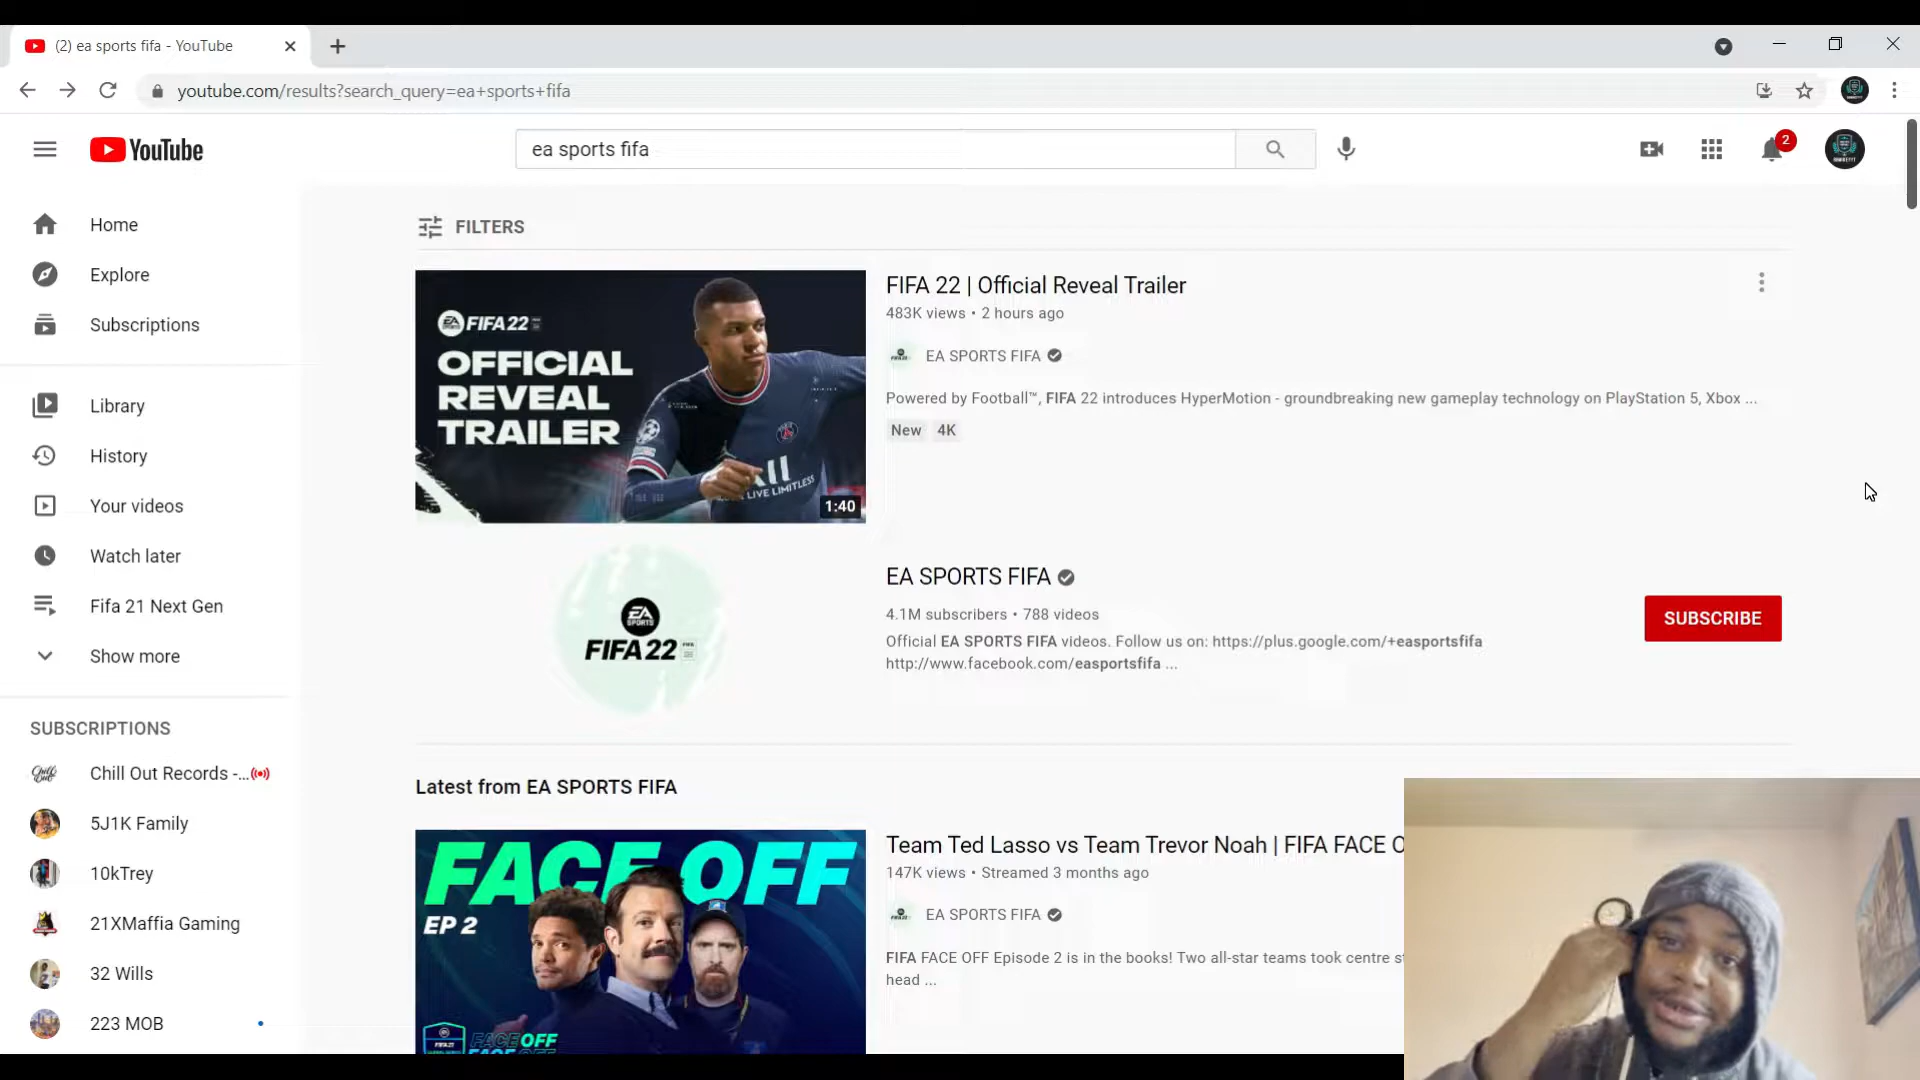 (2) ea sports fifa - YouTube
youtube.com/results?search_query=ea+sports+fifa
YouTube
ea sports fifa
2
Home
Explore
Subscriptions
Library
History
Your videos
Watch later
Fifa 21 Next Gen
Show more
SUBSCRIPTIONS
Chill Out Records -...
5J1K Family
10kTrey
21XMaffia Gaming
32 Wills
223 MOB
FILTERS
EA SPORTS FIFA 22
OFFICIAL
REVEAL
TRAILER
LIVE LIMITLESS
1:40
FIFA 22 | Official Reveal Trailer
483K views • 2 hours ago
EA SPORTS FIFA
Powered by Football™, FIFA 22 introduces HyperMotion - groundbreaking new gameplay technology on PlayStation 5, Xbox ...
New 4K
EA SPORTS
FIFA 22
EA SPORTS FIFA
4.1M subscribers • 788 videos
Official EA SPORTS FIFA videos. Follow us on: https://plus.google.com/+easportsfifa
http://www.facebook.com/easportsfifa ...
SUBSCRIBE
Latest from EA SPORTS FIFA
FACE OFF
EP 2
FACE OFF
Team Ted Lasso vs Team Trevor Noah | FIFA FACE O
147K views • Streamed 3 months ago
EA SPORTS FIFA
FIFA FACE OFF Episode 2 is in the books! Two all-star teams took centre s
head ...